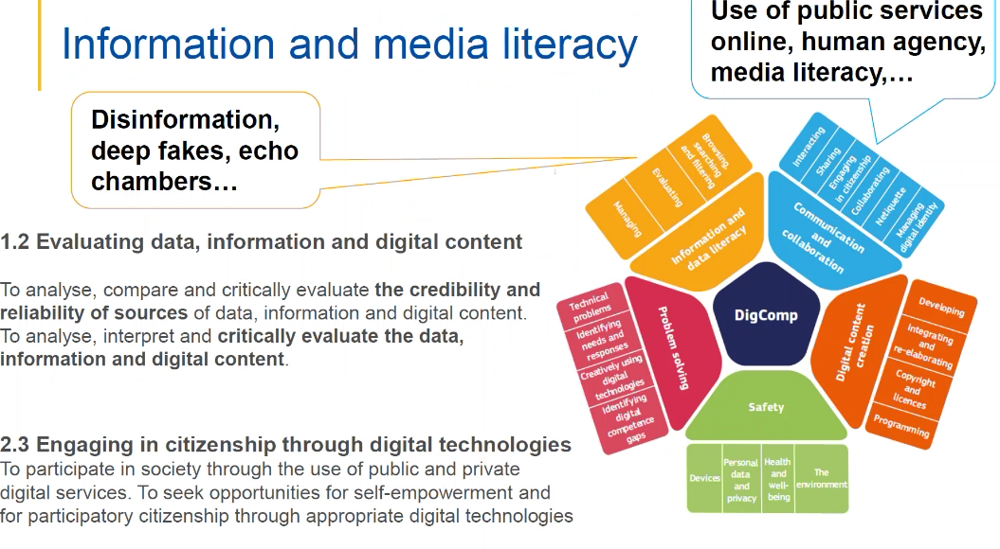 Information and media literacy
Use of public services
online, human agency,
media literacy,...
Disinformation,
deep fakes, echo
chambers...
1.2 Evaluating data, information and digital content
To analyse, compare and critically evaluate the credibility and
reliability of sources of data, information and digital content.
To analyse, interpret and critically evaluate the data,
information and digital content.
2.3 Engaging in citizenship through digital technologies
To participate in society through the use of public and private
digital services. To seek opportunities for self-empowerment and
for participatory citizenship through appropriate digital technologies
DigComp
Information and
data literacy
Managing
Evaluating
Browsing,
searching
and filtering
Communication
and
collaboration
Interacting
Sharing
Engaging
in citizenship
Collaborating
Netiquette
Managing
digital identity
Digital content
creation
Developing
Integrating
and
re-elaborating
Copyright
and
licences
Programming
Safety
Devices
Personal
data
and
privacy
Health
and
well-
being
The
environment
Problem solving
Technical
problems
Identifying
needs and
responses
Creatively using
digital
technologies
Identifying
digital
competence
gaps